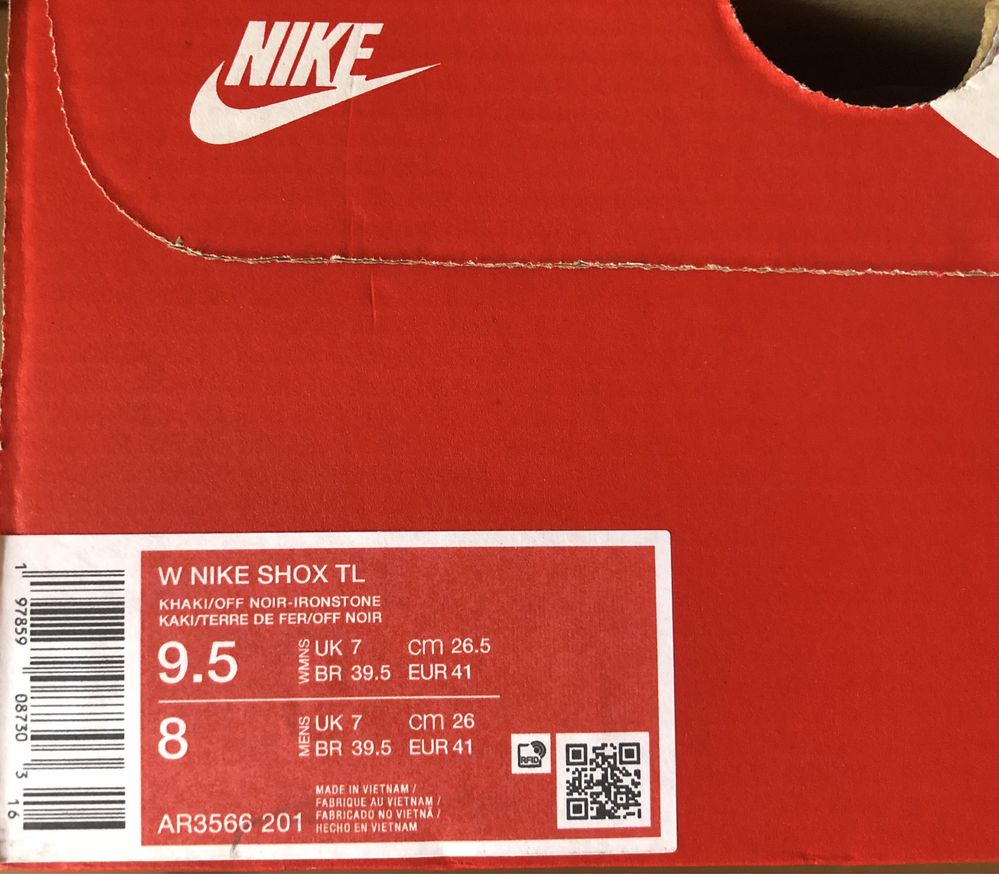 NIKE
W NIKE SHOX TL
KHAKI/OFF NOIR-IRONSTONE
KAKI/TERRE DE FER/OFF NOIR
9.5 WMNS UK 7 cm 26.5
BR 39.5 EUR 41
8 MENS UK 7 cm 26
BR 39.5 EUR 41
RFID
AR3566 201
MADE IN VIETNAM /
FABRIQUE AU VIETNAM /
FABRICADO NO VIETNÃ /
HECHO EN VIETNAM
1 97859 08730 3 16